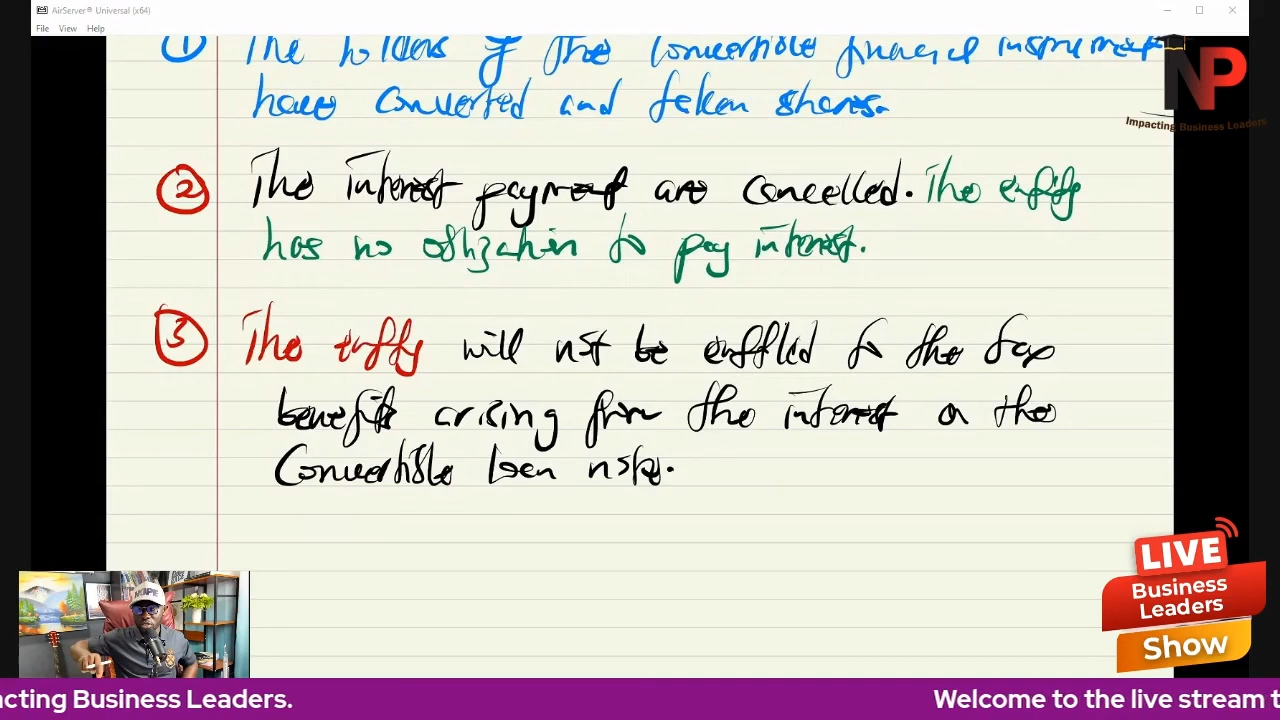 AirServer® Universal (x64)
File View Help
① The holders of the convertible financial instrument
have converted and taken shares.
② The Interest payment are cancelled. The entity
has no obligation to pay interest.
③ The entity will not be entitled to the tax
benefit arising from the interest on the
Convertible loan note.
NP
Impacting Business Leaders
LIVE
Business
Leaders
Show
acting Business Leaders.
Welcome to the live stream t